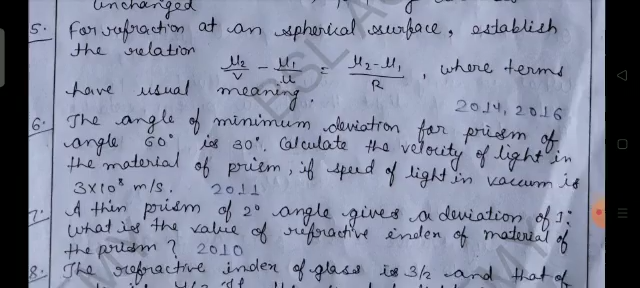 unchanged
5. For refraction at an spherical surface, establish
the relation
μ₂/v - μ₁/u = μ₂-μ₁/R , where terms
have usual meaning.
2014, 2016
6. The angle of minimum deviation for prism of
angle 60° is 30°. Calculate the velocity of light in
the material of prism, if speed of light in vaccum is
3×10⁸ m/s. 2011
7. A thin prism of 2° angle gives a deviation of 1°.
What is the value of refractive index of material of
the prism? 2010
8. The refractive index of glass is 3/2 and that of